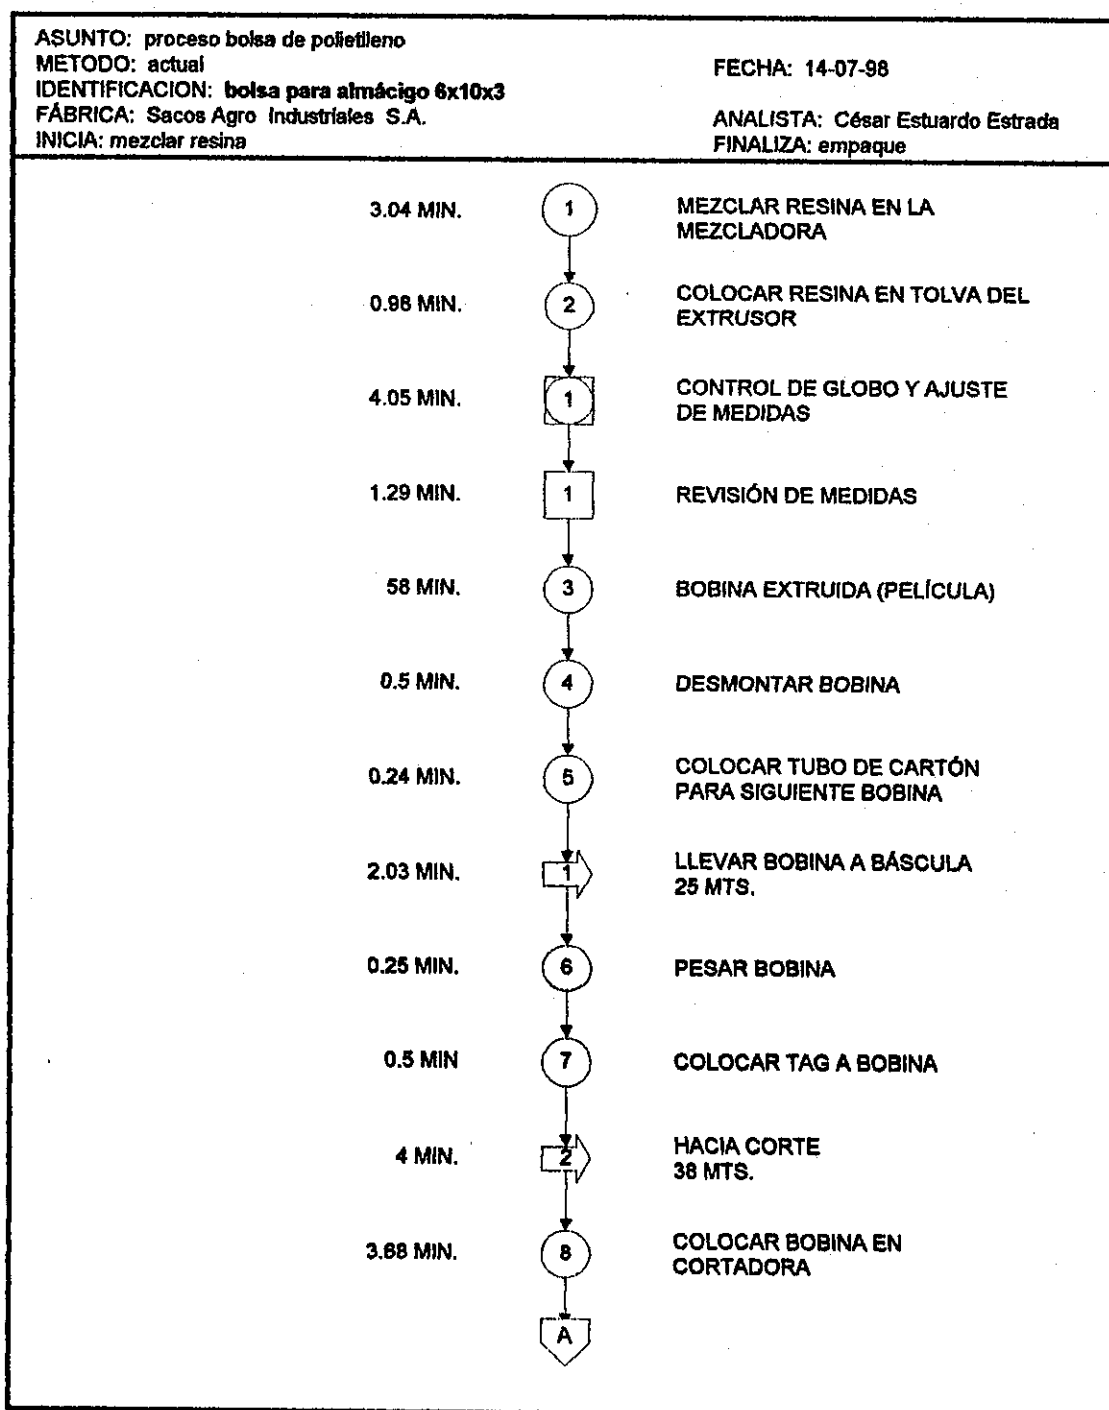 ASUNTO: proceso bolsa de polietileno
METODO: actual
FECHA: 14-07-98
IDENTIFICACION: bolsa para almácigo 6x10x3
FÁBRICA: Sacos Agro Industriales S.A.
ANALISTA: César Estuardo Estrada
INICIA: mezclar resina
FINALIZA: empaque
3.04 MIN. 1 MEZCLAR RESINA EN LA
MEZCLADORA
0.98 MIN. 2 COLOCAR RESINA EN TOLVA DEL
EXTRUSOR
4.05 MIN. 1 CONTROL DE GLOBO Y AJUSTE
DE MEDIDAS
1.29 MIN. 1 REVISIÓN DE MEDIDAS
58 MIN. 3 BOBINA EXTRUIDA (PELÍCULA)
0.5 MIN. 4 DESMONTAR BOBINA
0.24 MIN. 5 COLOCAR TUBO DE CARTÓN
PARA SIGUIENTE BOBINA
2.03 MIN. 1 LLEVAR BOBINA A BÁSCULA
25 MTS.
0.25 MIN. 6 PESAR BOBINA
0.5 MIN 7 COLOCAR TAG A BOBINA
4 MIN. 2 HACIA CORTE
38 MTS.
3.68 MIN. 8 COLOCAR BOBINA EN
CORTADORA
A